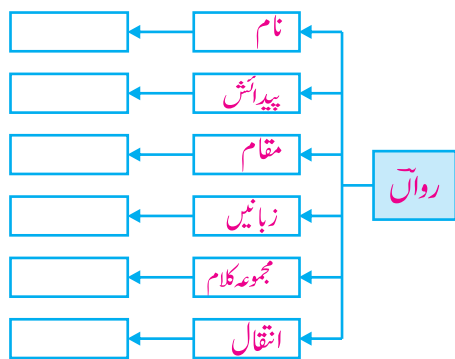 رواںؔ
نام
پیدائش
مقام
زبانیں
مجموعہ کلام
انتقال